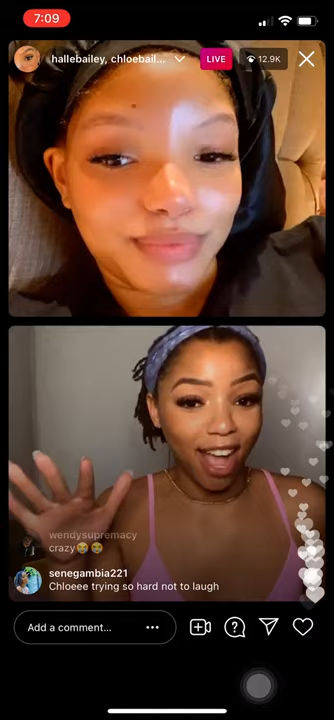 7:09
hallebailey, chloebail...
LIVE
12.9K
wendysupremacy
crazy😭😭
senegambia221
Chloeee trying so hard not to laugh
Add a comment...